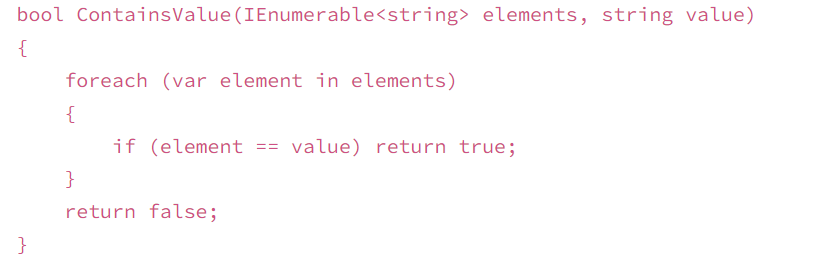 bool ContainsValue(IEnumerable<string> elements, string value)
{
    foreach (var element in elements)
    {
        if (element == value) return true;
    }
    return false;
}